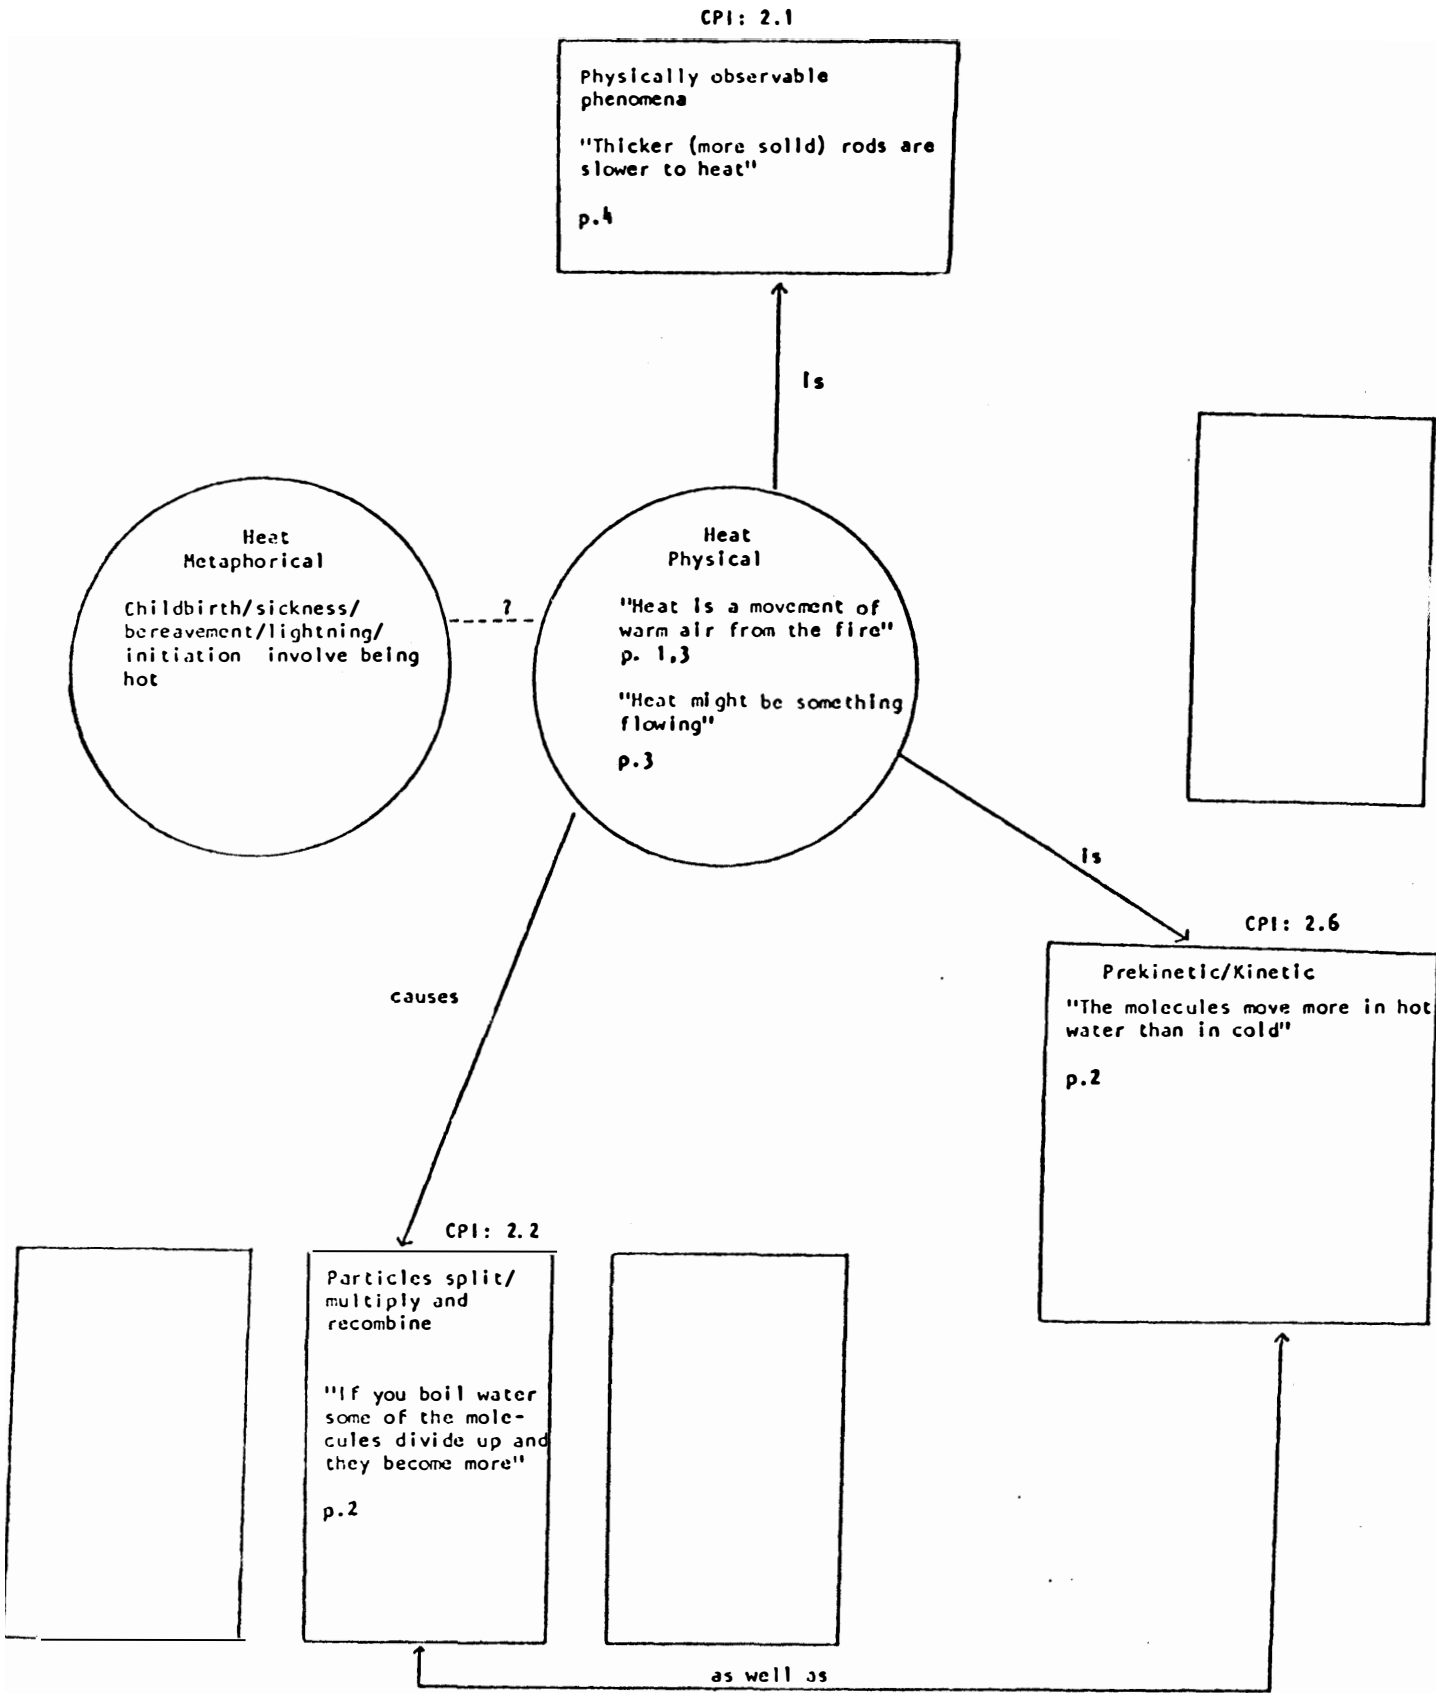 CPI: 2.1
Physically observable
phenomena
"Thicker (more solid) rods are
slower to heat"
p.4
is
Heat
Metaphorical
Childbirth/sickness/
bereavement/lightning/
initiation involve being
hot
?
Heat
Physical
"Heat is a movement of
warm air from the fire"
p. 1,3
"Heat might be something
flowing"
p.3
is
CPI: 2.6
Prekinetic/Kinetic
"The molecules move more in hot
water than in cold"
p.2
causes
CPI: 2.2
Particles split/
multiply and
recombine
"If you boil water
some of the mole-
cules divide up and
they become more"
p.2
as well as